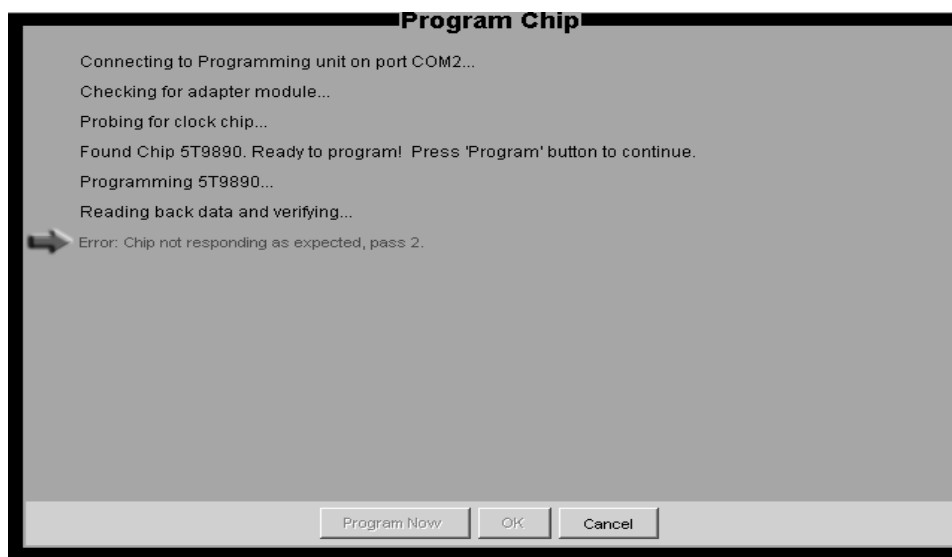 Program Chip
Connecting to Programming unit on port COM2...
Checking for adapter module...
Probing for clock chip...
Found Chip 5T9890. Ready to program! Press 'Program' button to continue.
Programming 5T9890...
Reading back data and verifying...
Error: Chip not responding as expected, pass 2.
Program Now OK Cancel